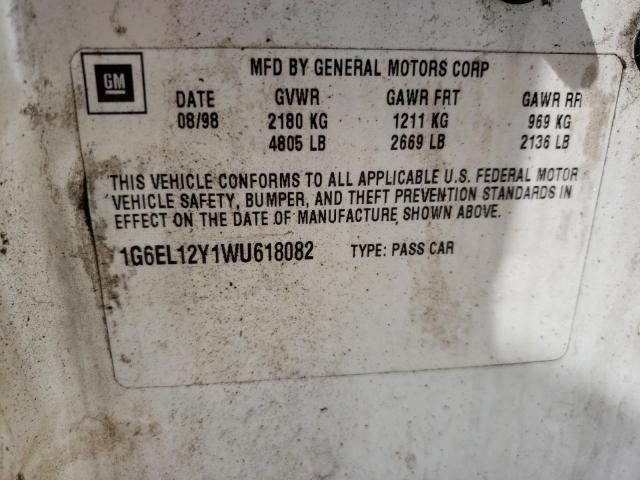 GM
MFD BY GENERAL MOTORS CORP
DATE GVWR GAWR FRT GAWR RR
08/98 2180 KG 1211 KG 969 KG
4805 LB 2669 LB 2136 LB
THIS VEHICLE CONFORMS TO ALL APPLICABLE U.S. FEDERAL MOTOR
VEHICLE SAFETY, BUMPER, AND THEFT PREVENTION STANDARDS IN
EFFECT ON THE DATE OF MANUFACTURE SHOWN ABOVE.
1G6EL12Y1WU618082 TYPE: PASS CAR